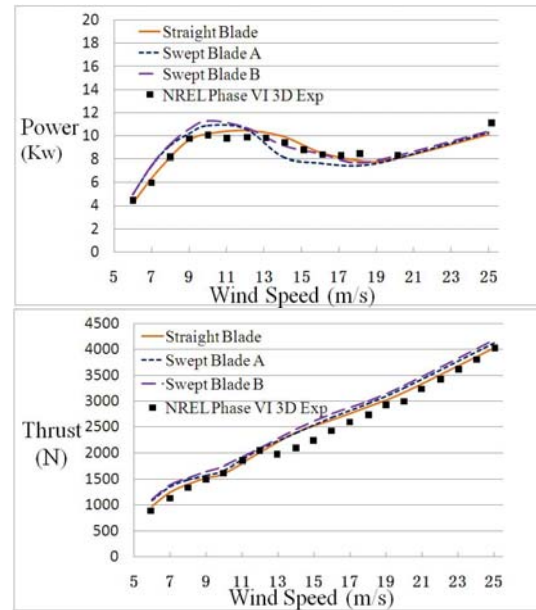 20
18
16
14
12
10
8
6
4
2
0
Power
(Kw)
Straight Blade
Swept Blade A
Swept Blade B
NREL Phase VI 3D Exp
5 7 9 11 13 15 17 19 21 23 25
Wind Speed (m/s)
4500
4000
3500
3000
2500
2000
1500
1000
500
0
Thrust
(N)
Straight Blade
Swept Blade A
Swept Blade B
NREL Phase VI 3D Exp
5 7 9 11 13 15 17 19 21 23 25
Wind Speed (m/s)